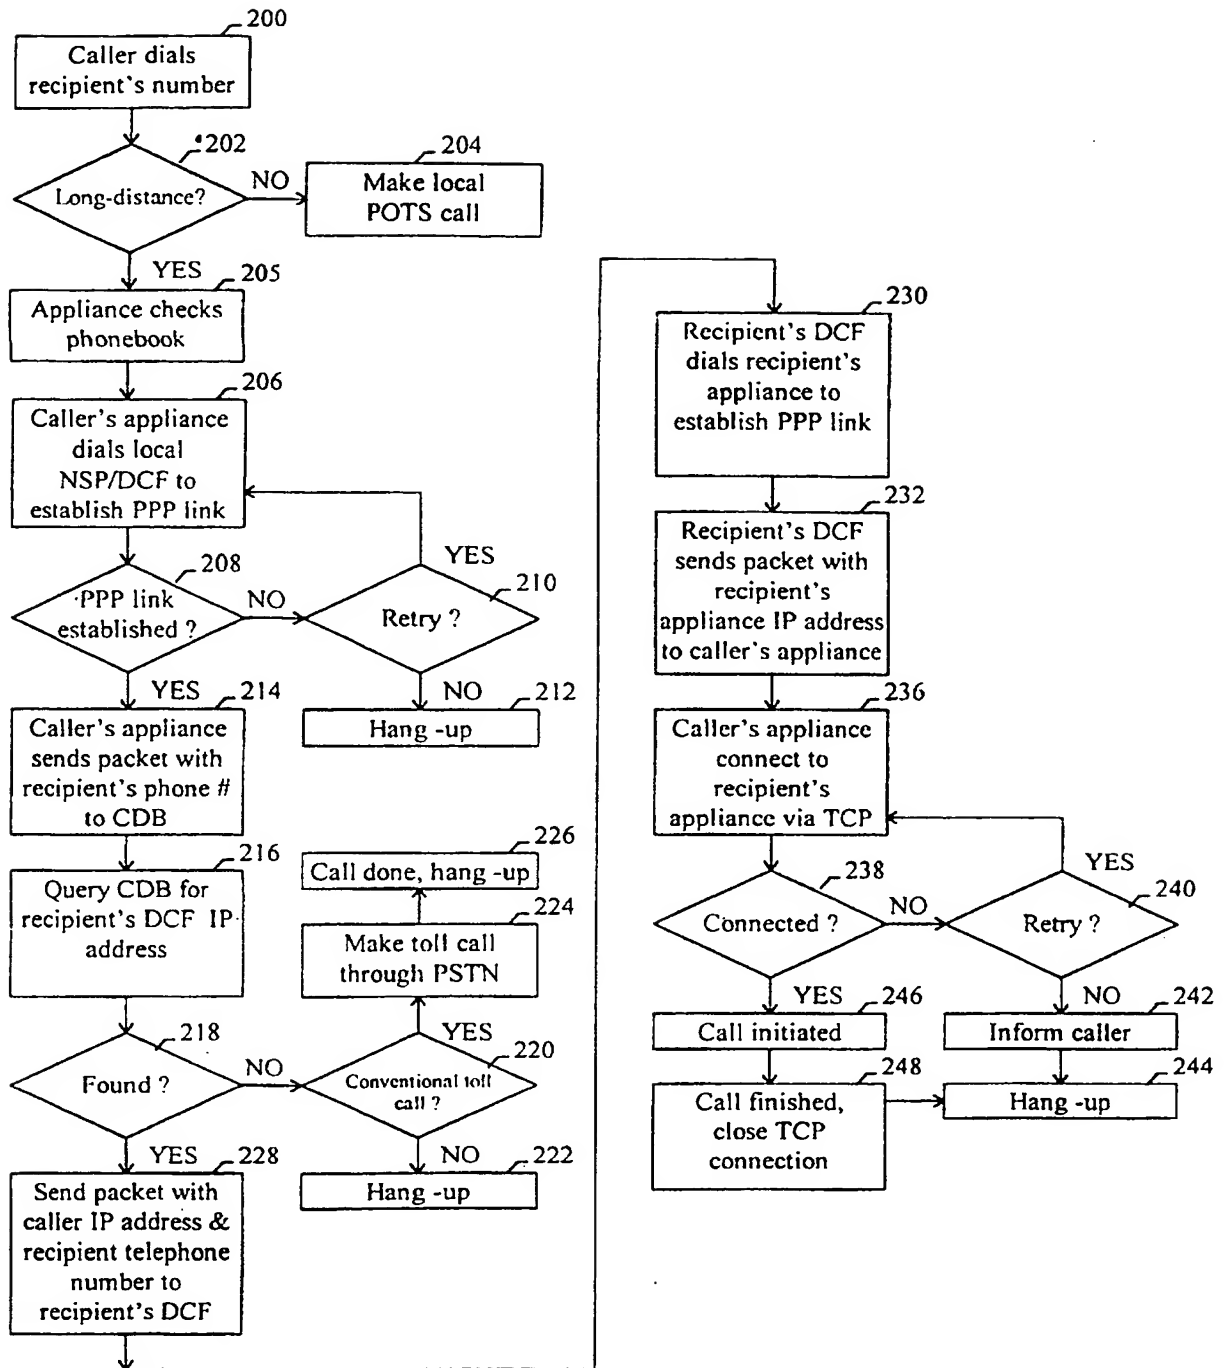 200
Caller dials
recipient's number
202
Long-distance?
NO
204
Make local
POTS call
YES
205
Appliance checks
phonebook
206
Caller's appliance
dials local
NSP/DCF to
establish PPP link
208
PPP link
established ?
NO
YES
210
Retry ?
NO
212
Hang -up
YES
214
Caller's appliance
sends packet with
recipient's phone #
to CDB
216
Query CDB for
recipient's DCF IP
address
218
Found ?
NO
226
Call done, hang -up
224
Make toll call
through PSTN
YES
220
Conventional toll
call ?
NO
222
Hang -up
YES
228
Send packet with
caller IP address &
recipient telephone
number to
recipient's DCF
230
Recipient's DCF
dials recipient's
appliance to
establish PPP link
232
Recipient's DCF
sends packet with
recipient's
appliance IP address
to caller's appliance
236
Caller's appliance
connect to
recipient's
appliance via TCP
238
Connected ?
NO
YES
240
Retry ?
YES
246
Call initiated
NO
242
Inform caller
248
Call finished,
close TCP
connection
244
Hang -up